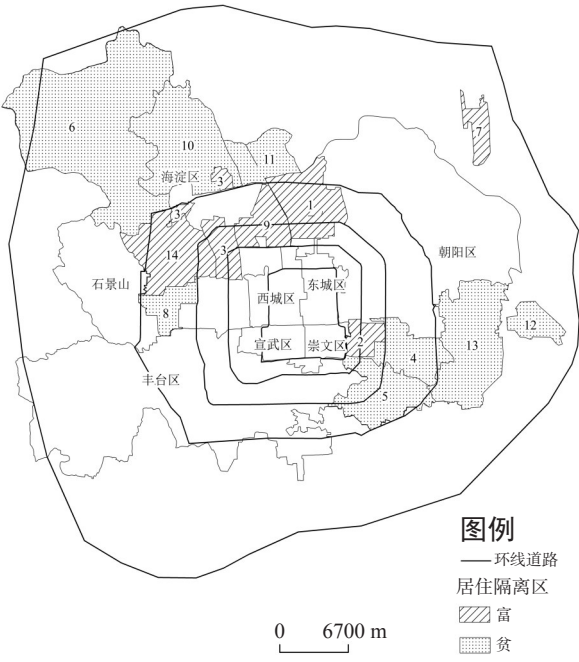 6
10
11
7
海淀区
3
3
1
9
朝阳区
14
3
石景山
西城区
东城区
8
12
13
宣武区
崇文区
2
4
丰台区
5
图例
环线道路
居住隔离区
富
贫
0 6700 m